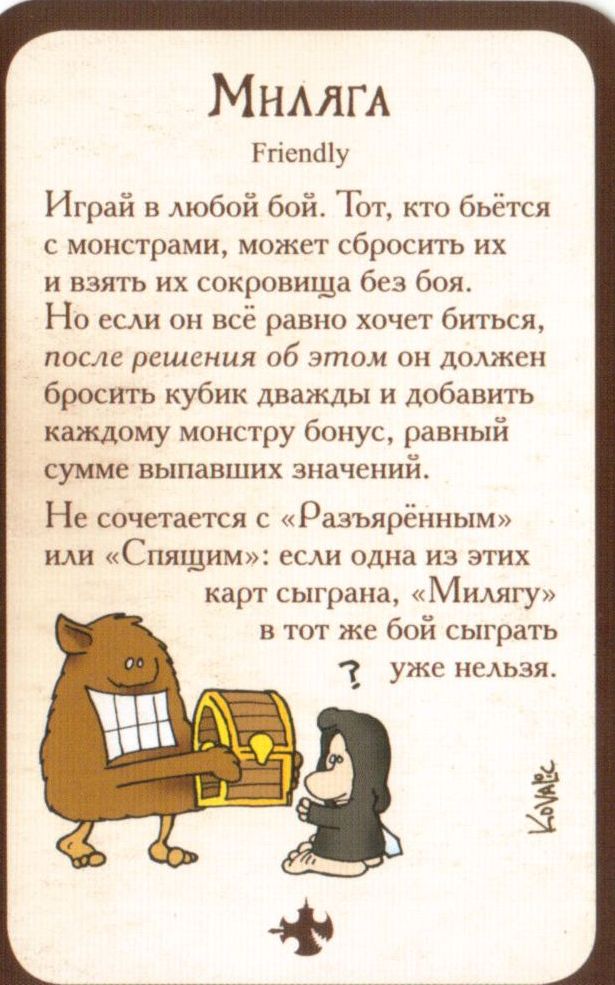 Миляга
Friendly
Играй в любой бой. Тот, кто бьётся
с монстрами, может сбросить их
и взять их сокровища без боя.
Но если он всё равно хочет биться,
после решения об этом он должен
бросить кубик дважды и добавить
каждому монстру бонус, равный
сумме выпавших значений.
Не сочетается с «Разъярённым»
или «Спящим»: если одна из этих
карт сыграна, «Милягу»
в тот же бой сыграть
уже нельзя.
?
Kovalic